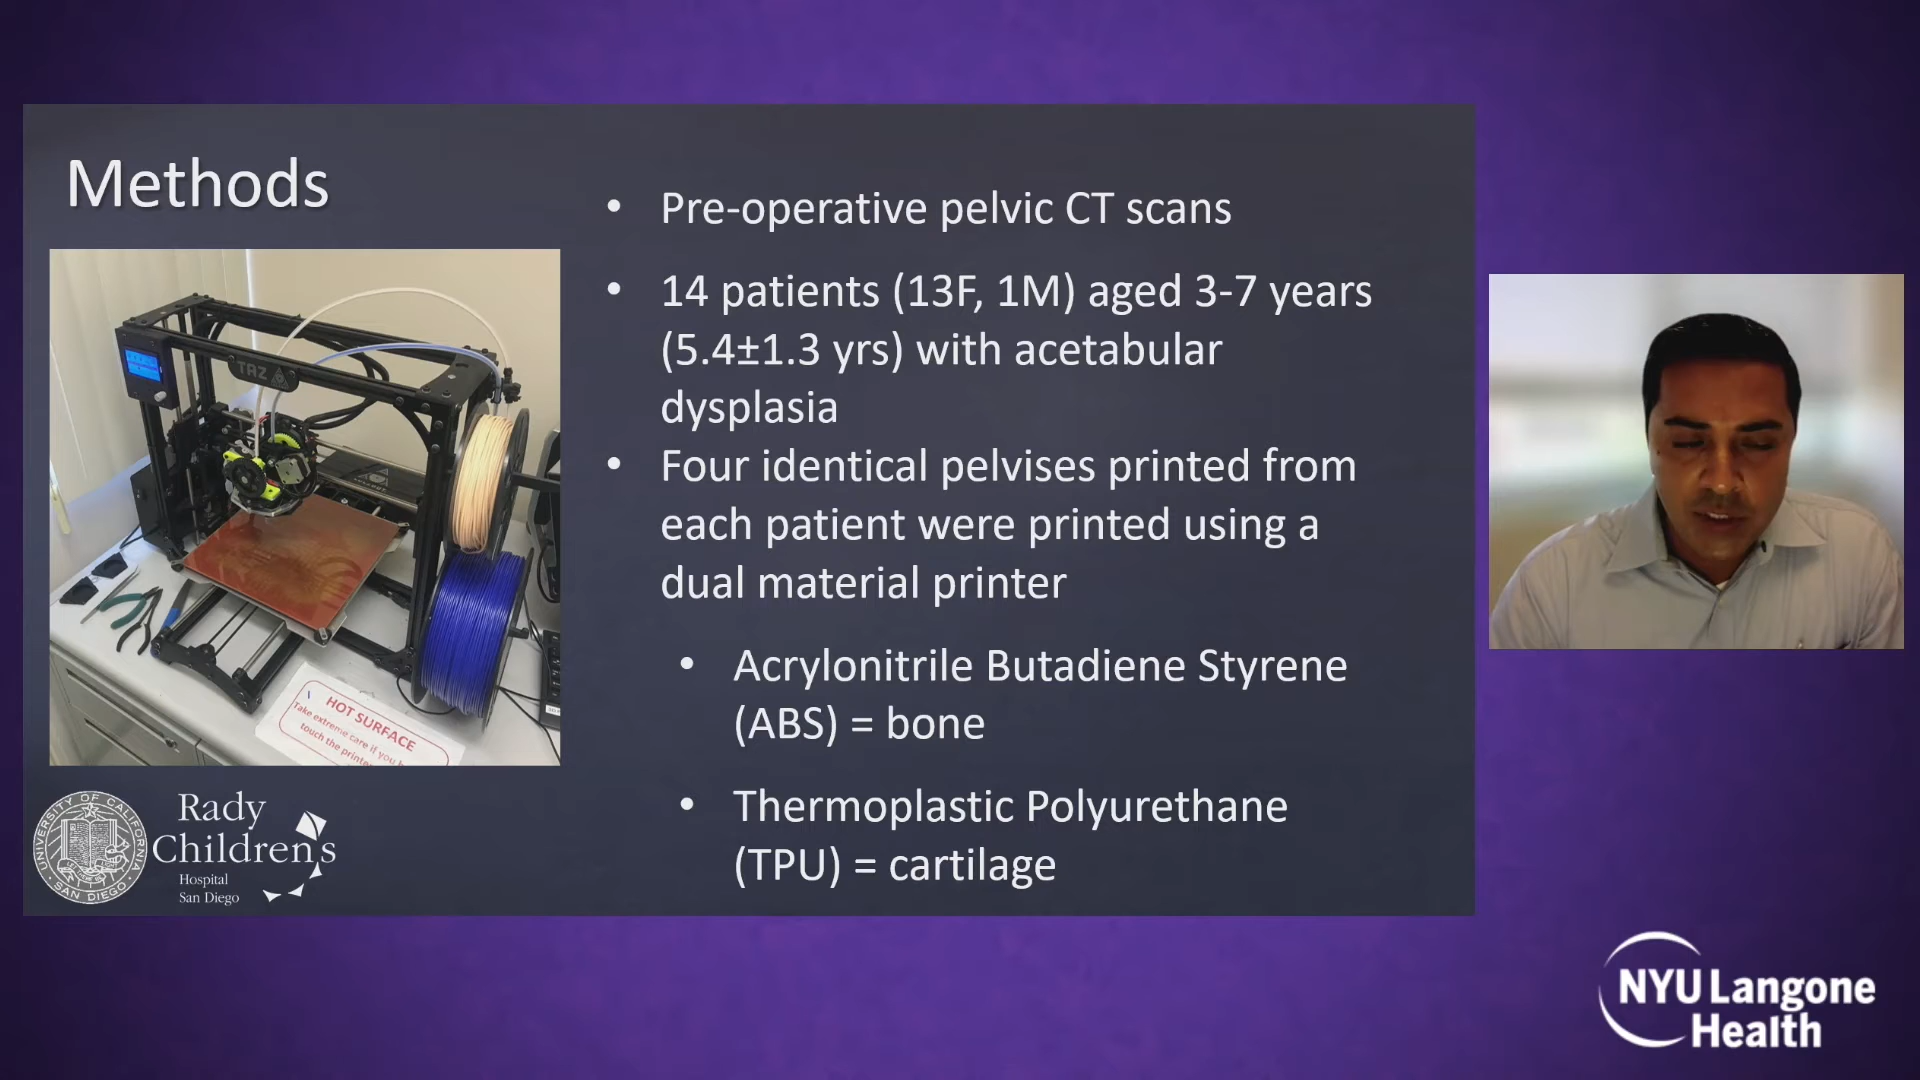 Methods
• Pre-operative pelvic CT scans
• 14 patients (13F, 1M) aged 3-7 years
(5.4±1.3 yrs) with acetabular
dysplasia
• Four identical pelvises printed from
each patient were printed using a
dual material printer
• Acrylonitrile Butadiene Styrene
(ABS) = bone
• Thermoplastic Polyurethane
(TPU) = cartilage
TAZ
HOT SURFACE
Take extreme care if you
touch the printer
UNIVERSITY OF CALIFORNIA
SAN DIEGO
Rady
Children's
Hospital
San Diego
NYU Langone
Health